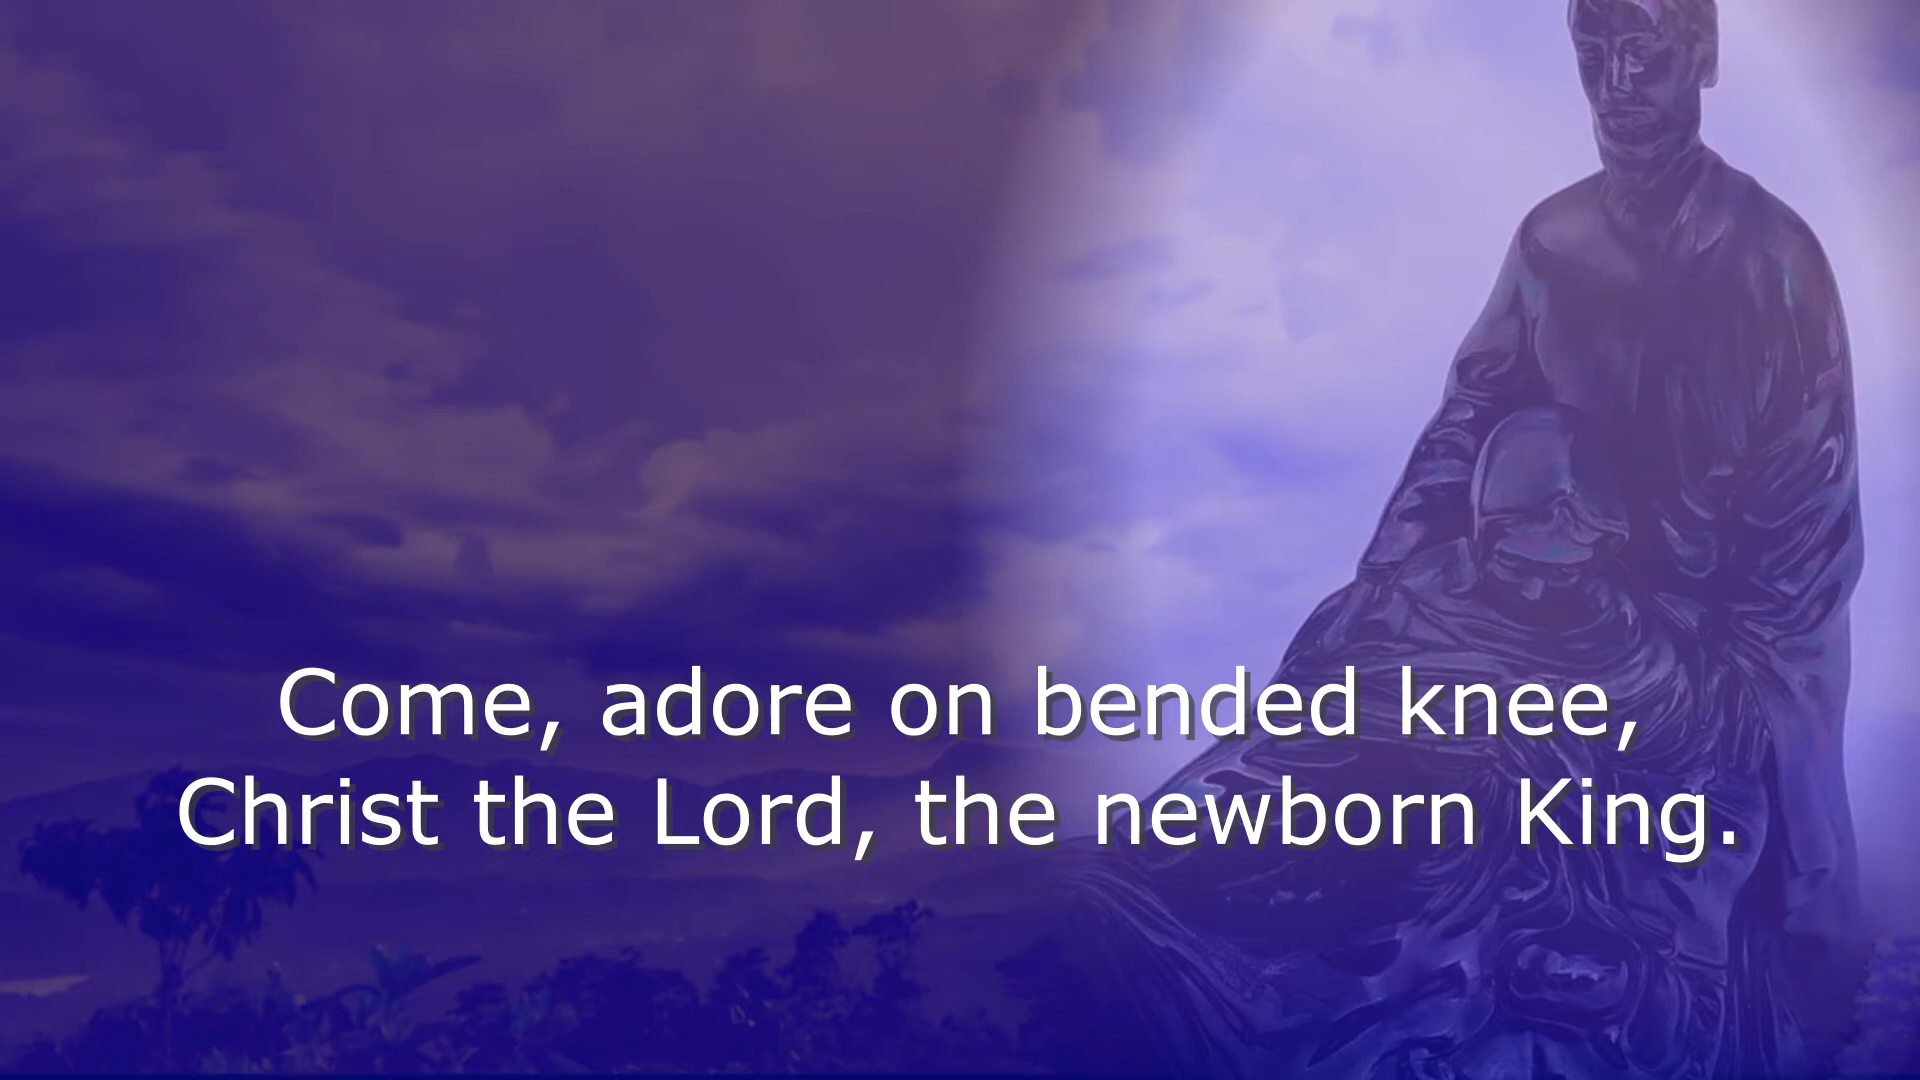 Come, adore on bended knee,
Christ the Lord, the newborn King.